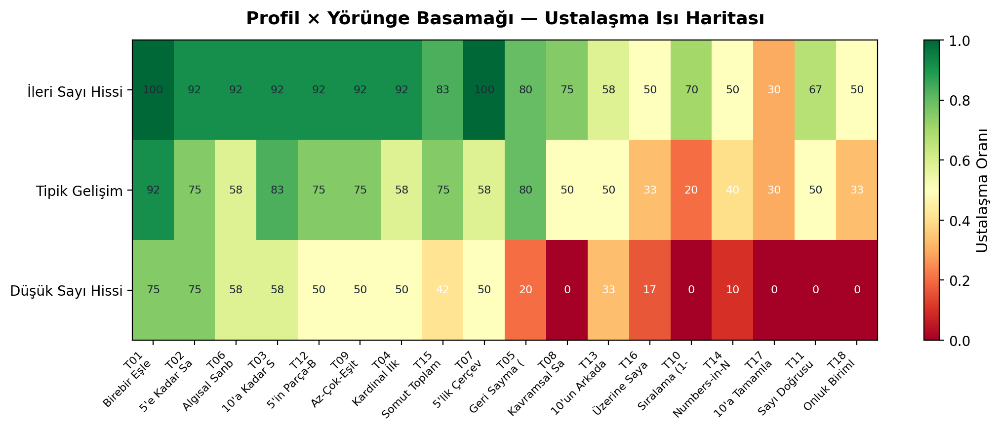 Profil × Yörünge Basamağı — Ustalaşma Isı Haritası
İleri Sayı Hissi
100 92 92 92 92 92 92 83 100 80 75 58 50 70 50 30 67 50
Tipik Gelişim
92 75 58 83 75 75 58 75 58 80 50 50 33 20 40 30 50 33
Düşük Sayı Hissi
75 75 58 58 50 50 50 42 50 20 0 33 17 0 10 0 0 0
T01
Birebir Eşle
T02
5'e Kadar Sa
T06
Algısal Sanb
T03
10'a Kadar S
T12
5'in Parça-B
T09
Az-Çok-Eşit
T04
Kardinal İlk
T15
Somut Toplam
T07
5'lik Çerçev
T05
Geri Sayma (
T08
Kavramsal Sa
T13
10'un Arkada
T16
Üzerine Saya
T10
Sıralama (1-
T14
Numbers-in-N
T17
10'a Tamamla
T11
Sayı Doğrusu
T18
Onluk Biriml
1.0
0.8
0.6
0.4
0.2
0.0
Ustalaşma Oranı